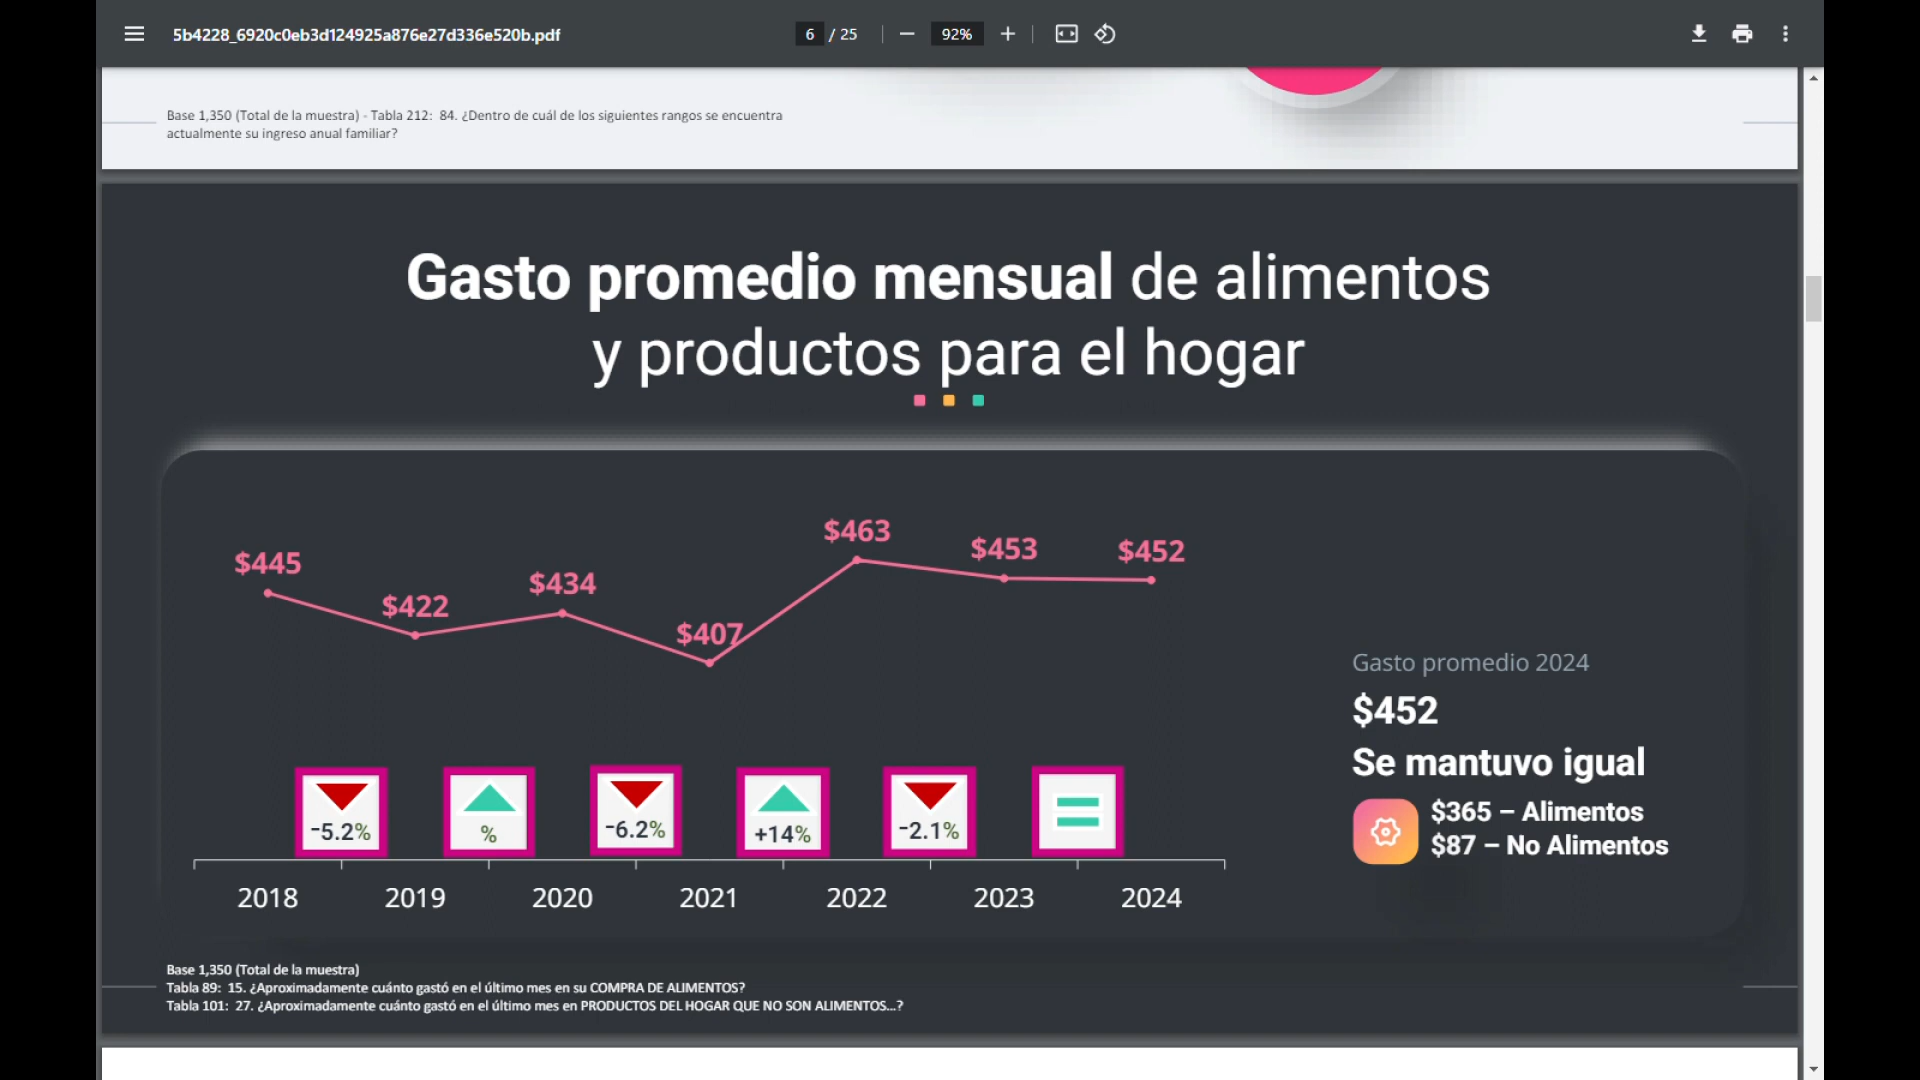 5b4228_6920c0eb3d124925a876e27d336e520b.pdf
6 / 25
92%
Base 1,350 (Total de la muestra) - Tabla 212: 84. ¿Dentro de cuál de los siguientes rangos se encuentra
actualmente su ingreso anual familiar?
Gasto promedio mensual de alimentos
y productos para el hogar
$445
$422
$434
$407
$463
$453
$452
-5.2%
%
-6.2%
+14%
-2.1%
2018
2019
2020
2021
2022
2023
2024
Gasto promedio 2024
$452
Se mantuvo igual
$365 – Alimentos
$87 – No Alimentos
Base 1,350 (Total de la muestra)
Tabla 89: 15. ¿Aproximadamente cuánto gastó en el último mes en su COMPRA DE ALIMENTOS?
Tabla 101: 27. ¿Aproximadamente cuánto gastó en el último mes en PRODUCTOS DEL HOGAR QUE NO SON ALIMENTOS...?